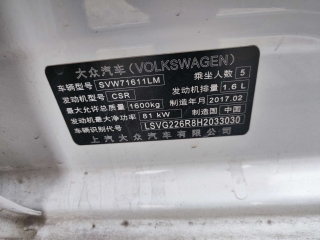 大众汽车(VOLKSWAGEN)
车辆型号 SVW71611LM 乘坐人数 5
发动机型号 CSR 发动机排量 1.6 L
最大允许总质量 1600kg 制造年月 2017.02
发动机最大净功率 81 kW 制造国 中国
车辆识别代号 LSVG226R8H2033030
上汽大众汽车有限公司